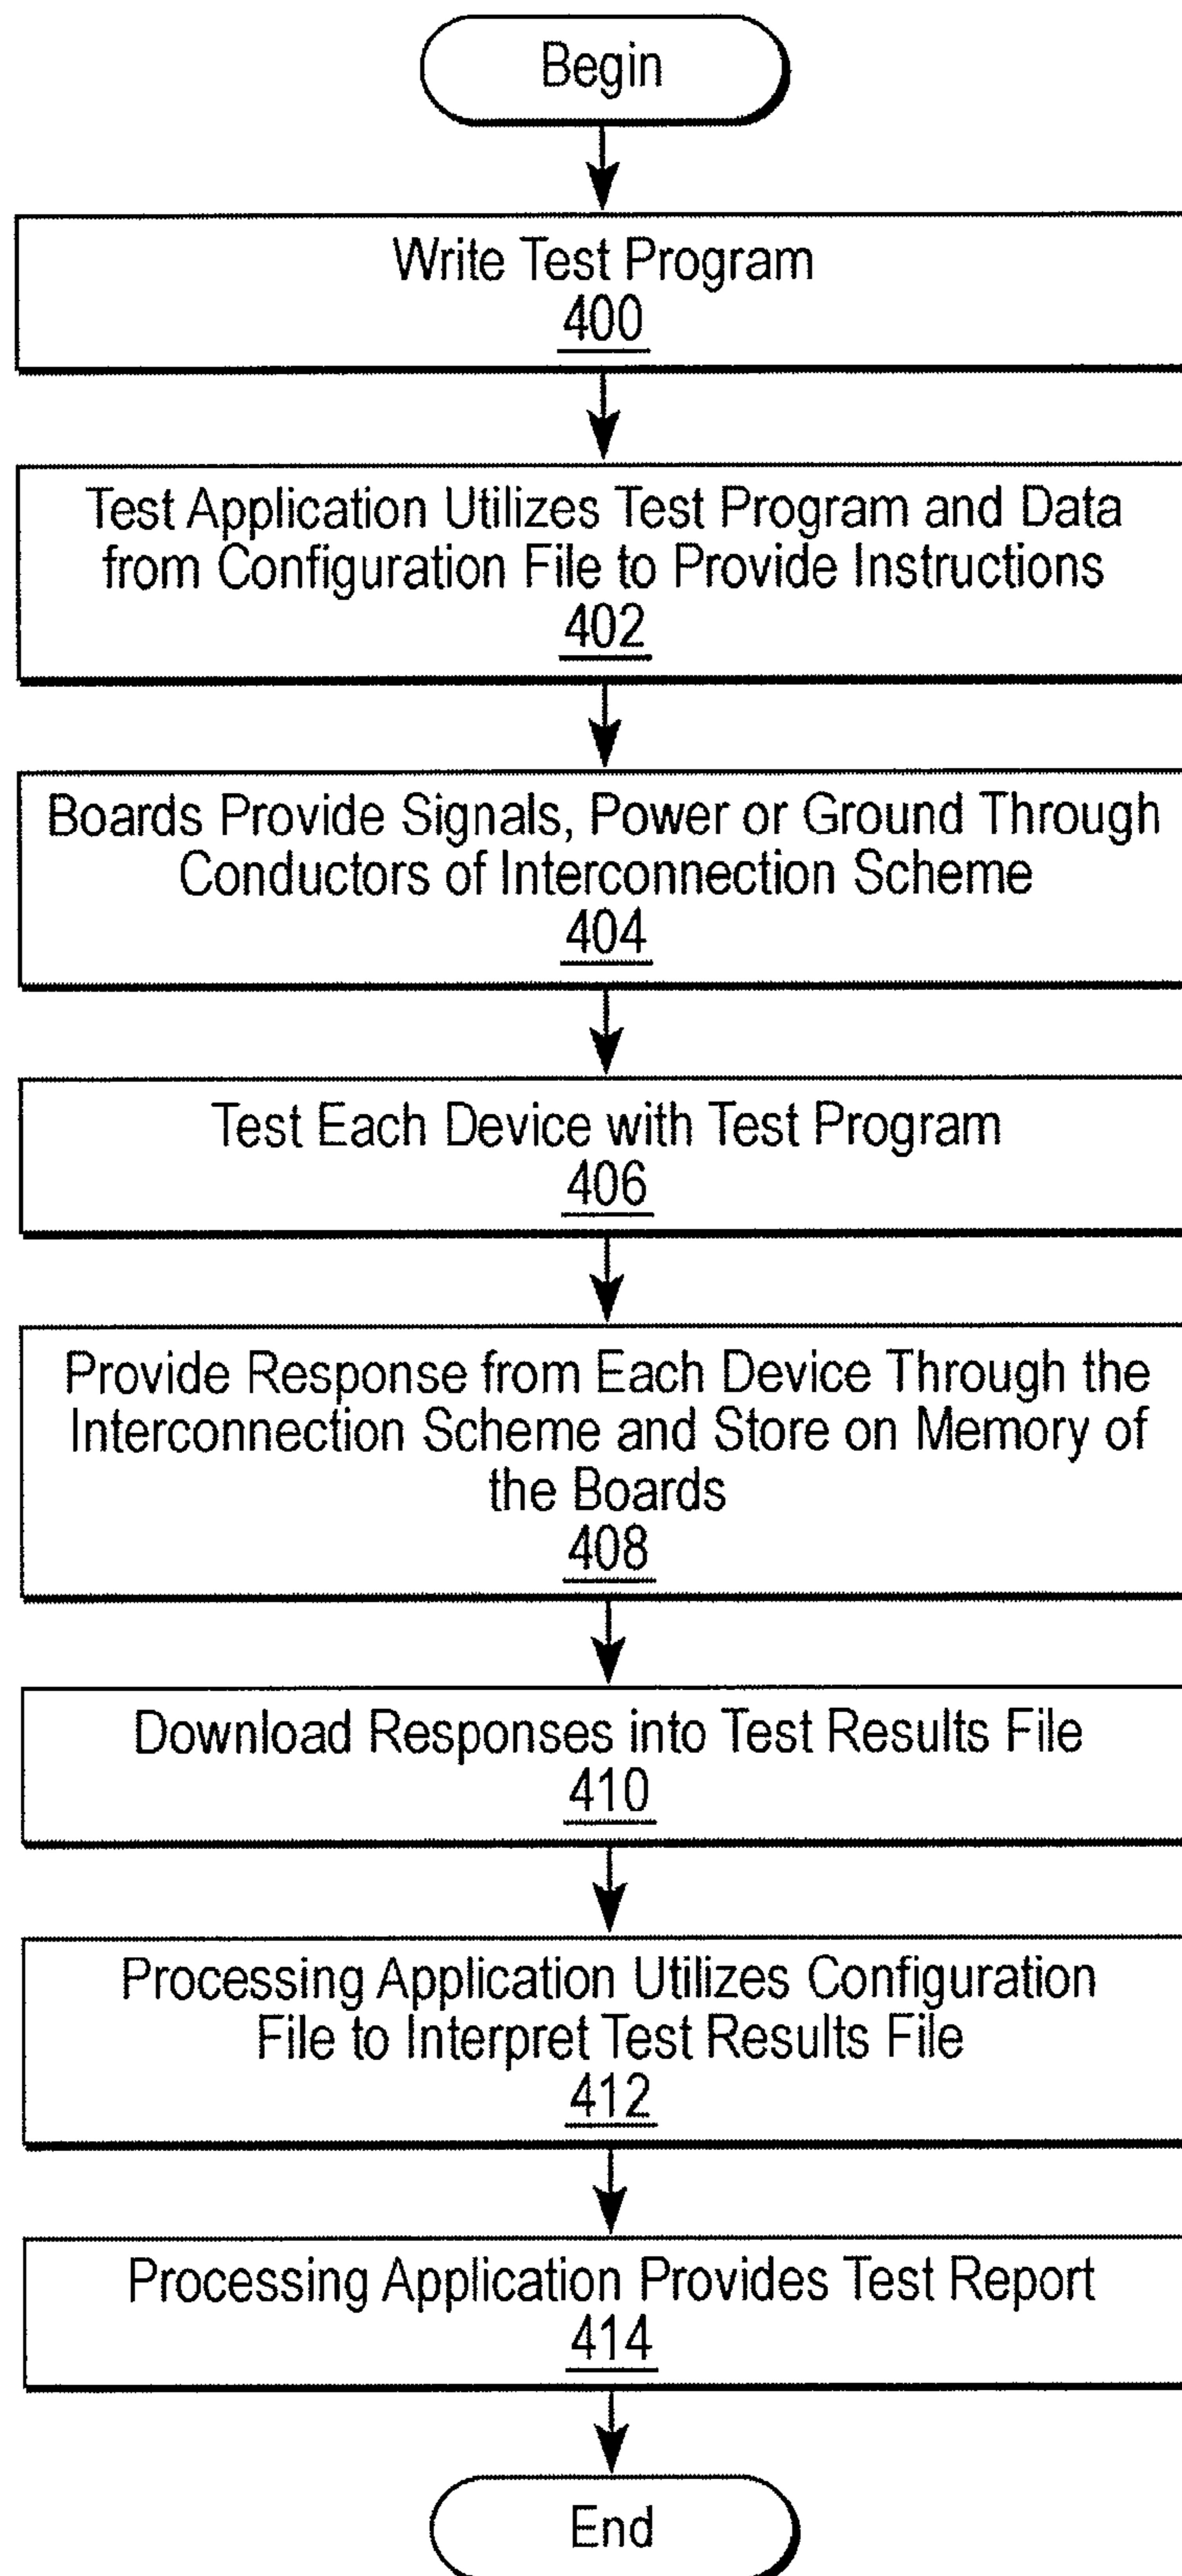 Begin
Write Test Program
400
Test Application Utilizes Test Program and Data
from Configuration File to Provide Instructions
402
Boards Provide Signals, Power or Ground Through
Conductors of Interconnection Scheme
404
Test Each Device with Test Program
406
Provide Response from Each Device Through the
Interconnection Scheme and Store on Memory of
the Boards
408
Download Responses into Test Results File
410
Processing Application Utilizes Configuration
File to Interpret Test Results File
412
Processing Application Provides Test Report
414
End